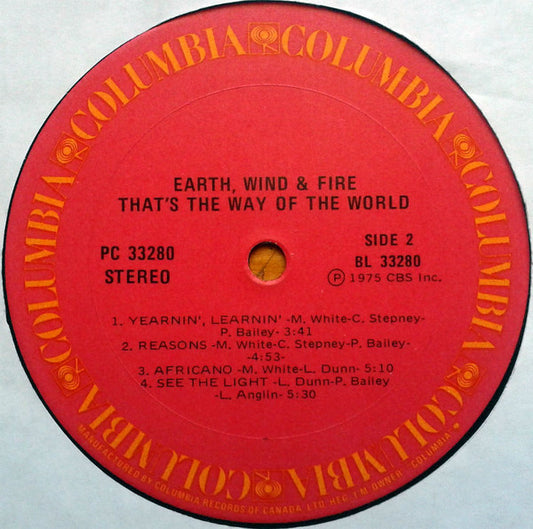 COLUMBIA COLUMBIA COLUMBIA COLUMBIA COLUMBIA COLUMBIA
EARTH, WIND & FIRE
THAT'S THE WAY OF THE WORLD
PC 33280
STEREO
SIDE 2
BL 33280
Ⓟ 1975 CBS Inc.
1. YEARNIN', LEARNIN' -M. White-C. Stepney-
P. Bailey- 3:41
2. REASONS -M. White-C. Stepney-P. Bailey-
-4:53-
3. AFRICANO -M. White-L. Dunn- 5:10
4. SEE THE LIGHT -L. Dunn-P. Bailey
-L. Anglin- 5:30
MANUFACTURED BY COLUMBIA RECORDS OF CANADA, LTD. REG. T.M. OWNER "COLUMBIA"